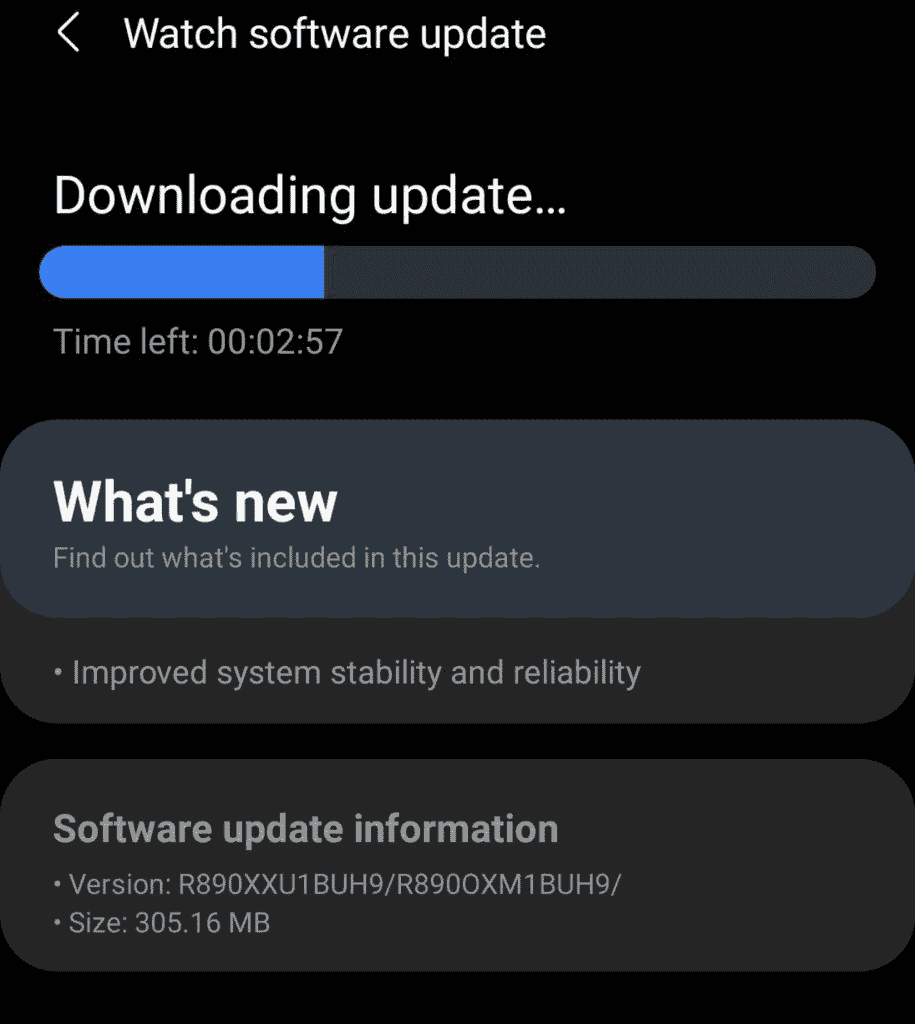 Watch software update
Downloading update...
Time left: 00:02:57
What's new
Find out what's included in this update.
• Improved system stability and reliability
Software update information
• Version: R890XXU1BUH9/R890OXM1BUH9/
• Size: 305.16 MB